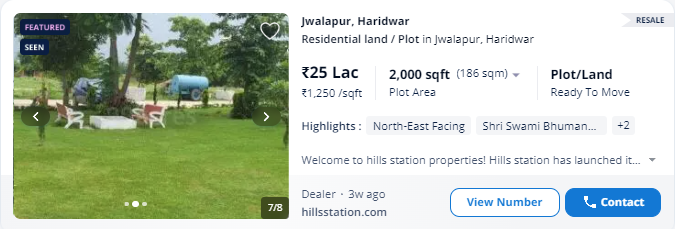 FEATURED
SEEN
7/8
Jwalapur, Haridwar
RESALE
Residential land / Plot in Jwalapur, Haridwar
₹25 Lac
₹1,250 /sqft
2,000 sqft (186 sqm)
Plot Area
Plot/Land
Ready To Move
Highlights : North-East Facing Shri Swami Bhuman... +2
Welcome to hills station properties! Hills station has launched it...
Dealer · 3w ago
hillsstation.com
View Number
Contact